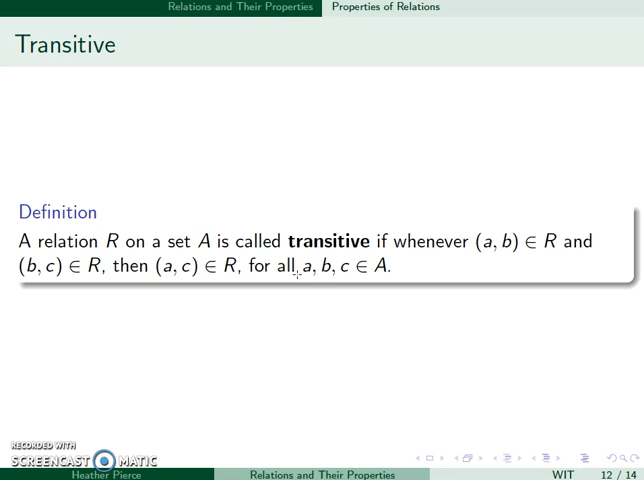 Relations and Their Properties Properties of Relations
Transitive
Definition
A relation R on a set A is called transitive if whenever (a, b) ∈ R and
(b, c) ∈ R, then (a, c) ∈ R, for all a, b, c ∈ A.
RECORDED WITH
SCREENCAST MATIC
Heather Pierce Relations and Their Properties WIT 12 / 14